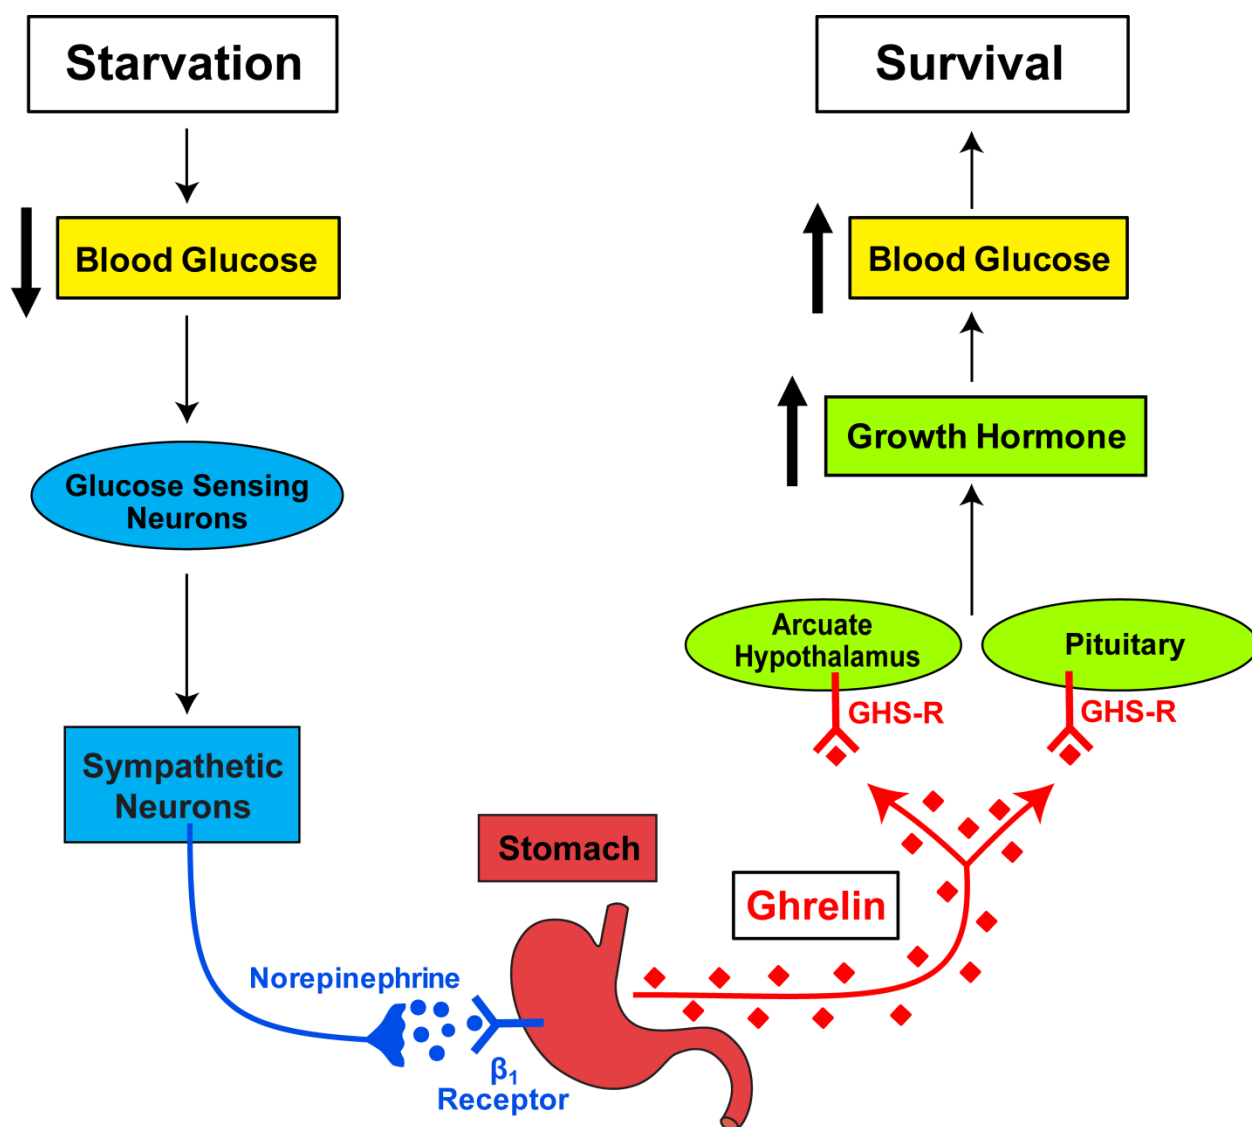 Starvation
Blood Glucose
Glucose Sensing
Neurons
Sympathetic
Neurons
Norepinephrine
β₁
Receptor
Stomach
Ghrelin
GHS-R
GHS-R
Arcuate
Hypothalamus
Pituitary
Growth Hormone
Blood Glucose
Survival